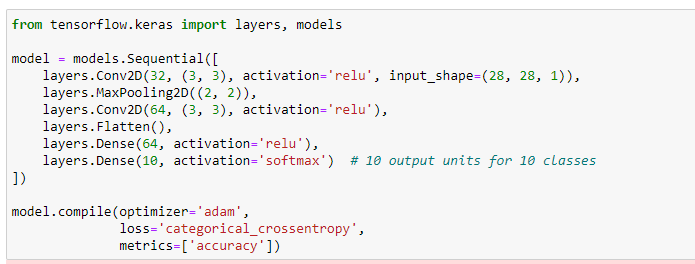 from tensorflow.keras import layers, models

model = models.Sequential([
    layers.Conv2D(32, (3, 3), activation='relu', input_shape=(28, 28, 1)),
    layers.MaxPooling2D((2, 2)),
    layers.Conv2D(64, (3, 3), activation='relu'),
    layers.Flatten(),
    layers.Dense(64, activation='relu'),
    layers.Dense(10, activation='softmax')  # 10 output units for 10 classes
])

model.compile(optimizer='adam',
              loss='categorical_crossentropy',
              metrics=['accuracy'])